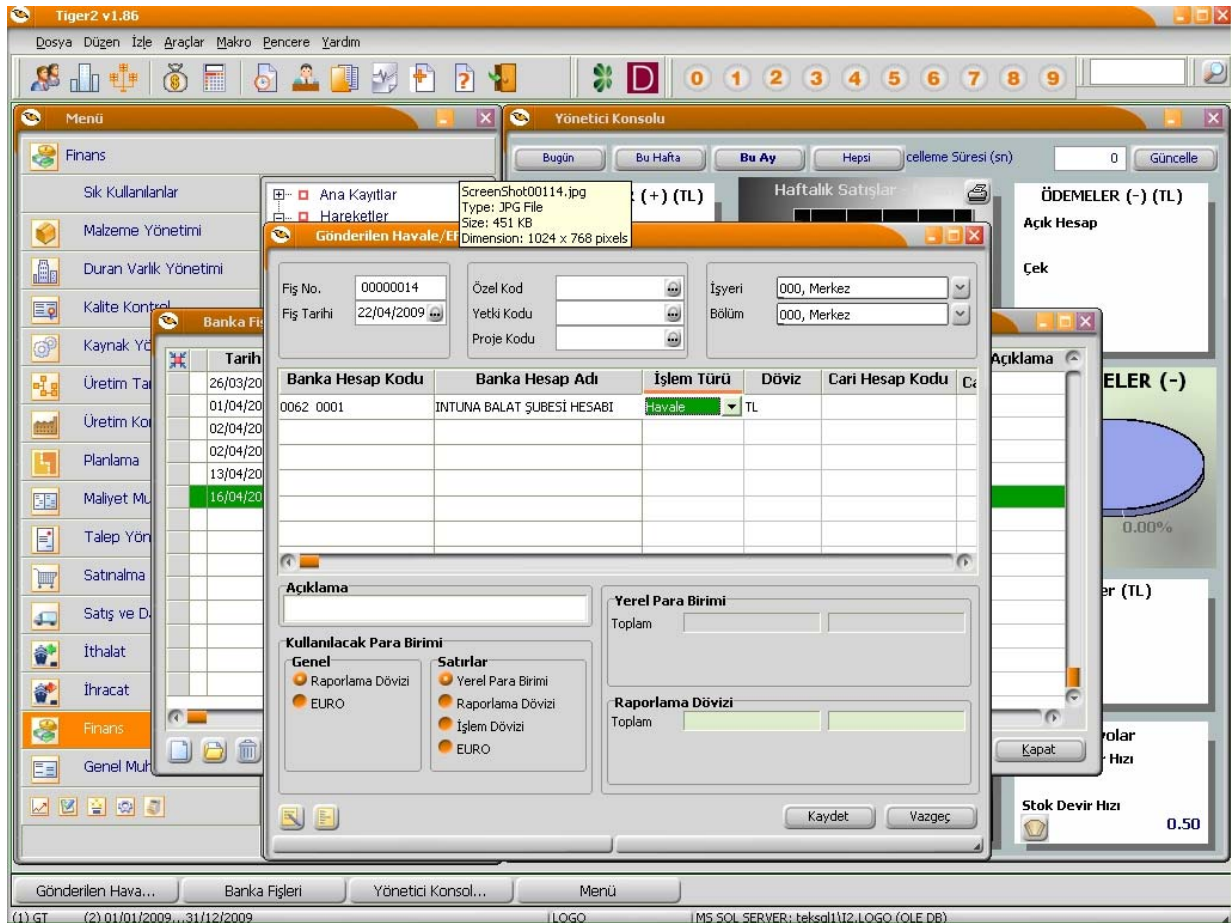 Tiger2 v1.86
Dosya Düzen İzle Araçlar Makro Pencere Yardım
0 1 2 3 4 5 6 7 8 9
Menü
Finans
Sık Kullanılanlar
Malzeme Yönetimi
Duran Varlık Yönetimi
Kalite Kontrol
Kaynak Yö
Üretim Ta
Üretim Ko
Planlama
Maliyet Mu
Talep Yön
Satınalma
Satış ve D
İthalat
İhracat
Finans
Genel Muh
Ana Kayıtlar
Hareketler
ScreenShot00114.jpg
Type: JPG File
Size: 451 KB
Dimension: 1024 x 768 pixels
Yönetici Konsolu
Bugün Bu Hafta Bu Ay Hepsi celleme Süresi (sn) 0 Güncelle
(+) (TL)
Haftalık Satışlar
ÖDEMELER (-) (TL)
Açık Hesap
Çek
ELER (-)
0.00%
er (TL)
olar
Hızı
Stok Devir Hızı
0.50
Banka Fiş
Tarih
Açıklama
26/03/20
01/04/20
02/04/20
02/04/20
13/04/20
16/04/20
Kapat
Gönderilen Havale/EF
Fiş No. 00000014
Fiş Tarihi 22/04/2009
Özel Kod
Yetki Kodu
Proje Kodu
İşyeri 000, Merkez
Bölüm 000, Merkez
Banka Hesap Kodu Banka Hesap Adı İşlem Türü Döviz Cari Hesap Kodu Ca
0062 0001 INTUNA BALAT ŞUBESİ HESABI Havale TL
Açıklama
Kullanılacak Para Birimi
Genel
Raporlama Dövizi
EURO
Satırlar
Yerel Para Birimi
Raporlama Dövizi
İşlem Dövizi
EURO
Yerel Para Birimi
Toplam
Raporlama Dövizi
Toplam
Kaydet Vazgeç
Gönderilen Hava... Banka Fişleri Yönetici Konsol... Menü
(1) GT (2) 01/01/2009...31/12/2009 LOGO MS SQL SERVER: teksql1\I2.LOGO (OLE DB)